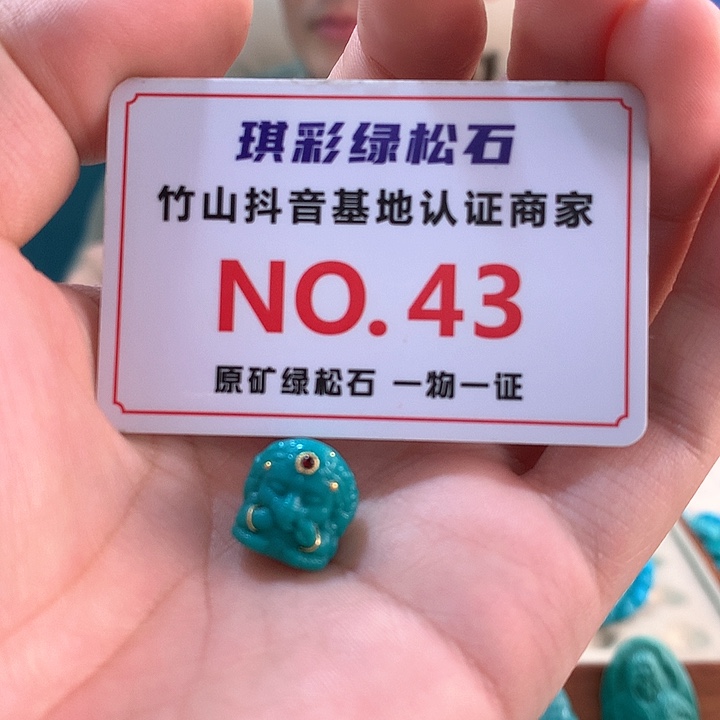 琪彩绿松石
竹山抖音基地认证商家
NO.43
原矿绿松石 一物一证